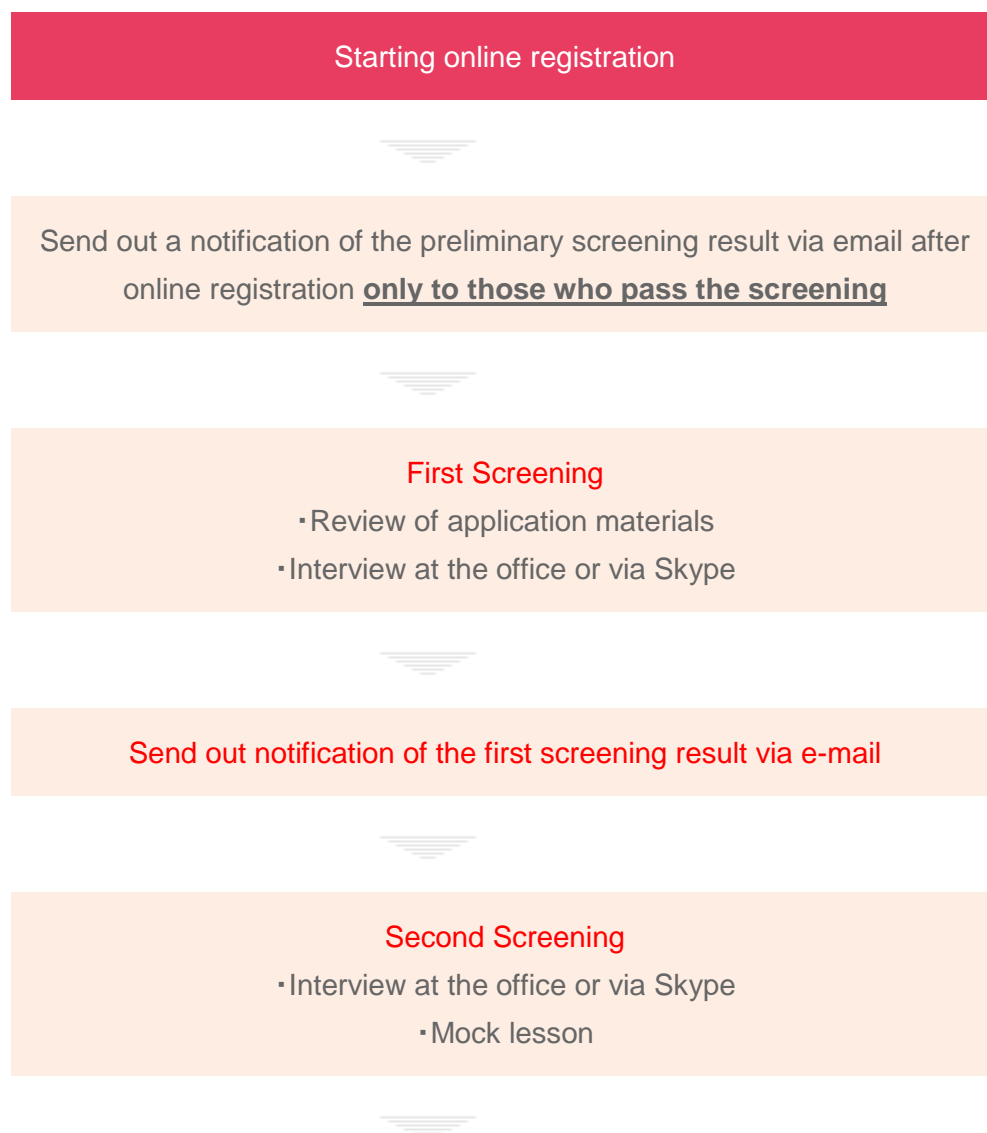 Starting online registration
Send out a notification of the preliminary screening result via email after
online registration only to those who pass the screening
First Screening
・Review of application materials
・Interview at the office or via Skype
Send out notification of the first screening result via e-mail
Second Screening
・Interview at the office or via Skype
・Mock lesson